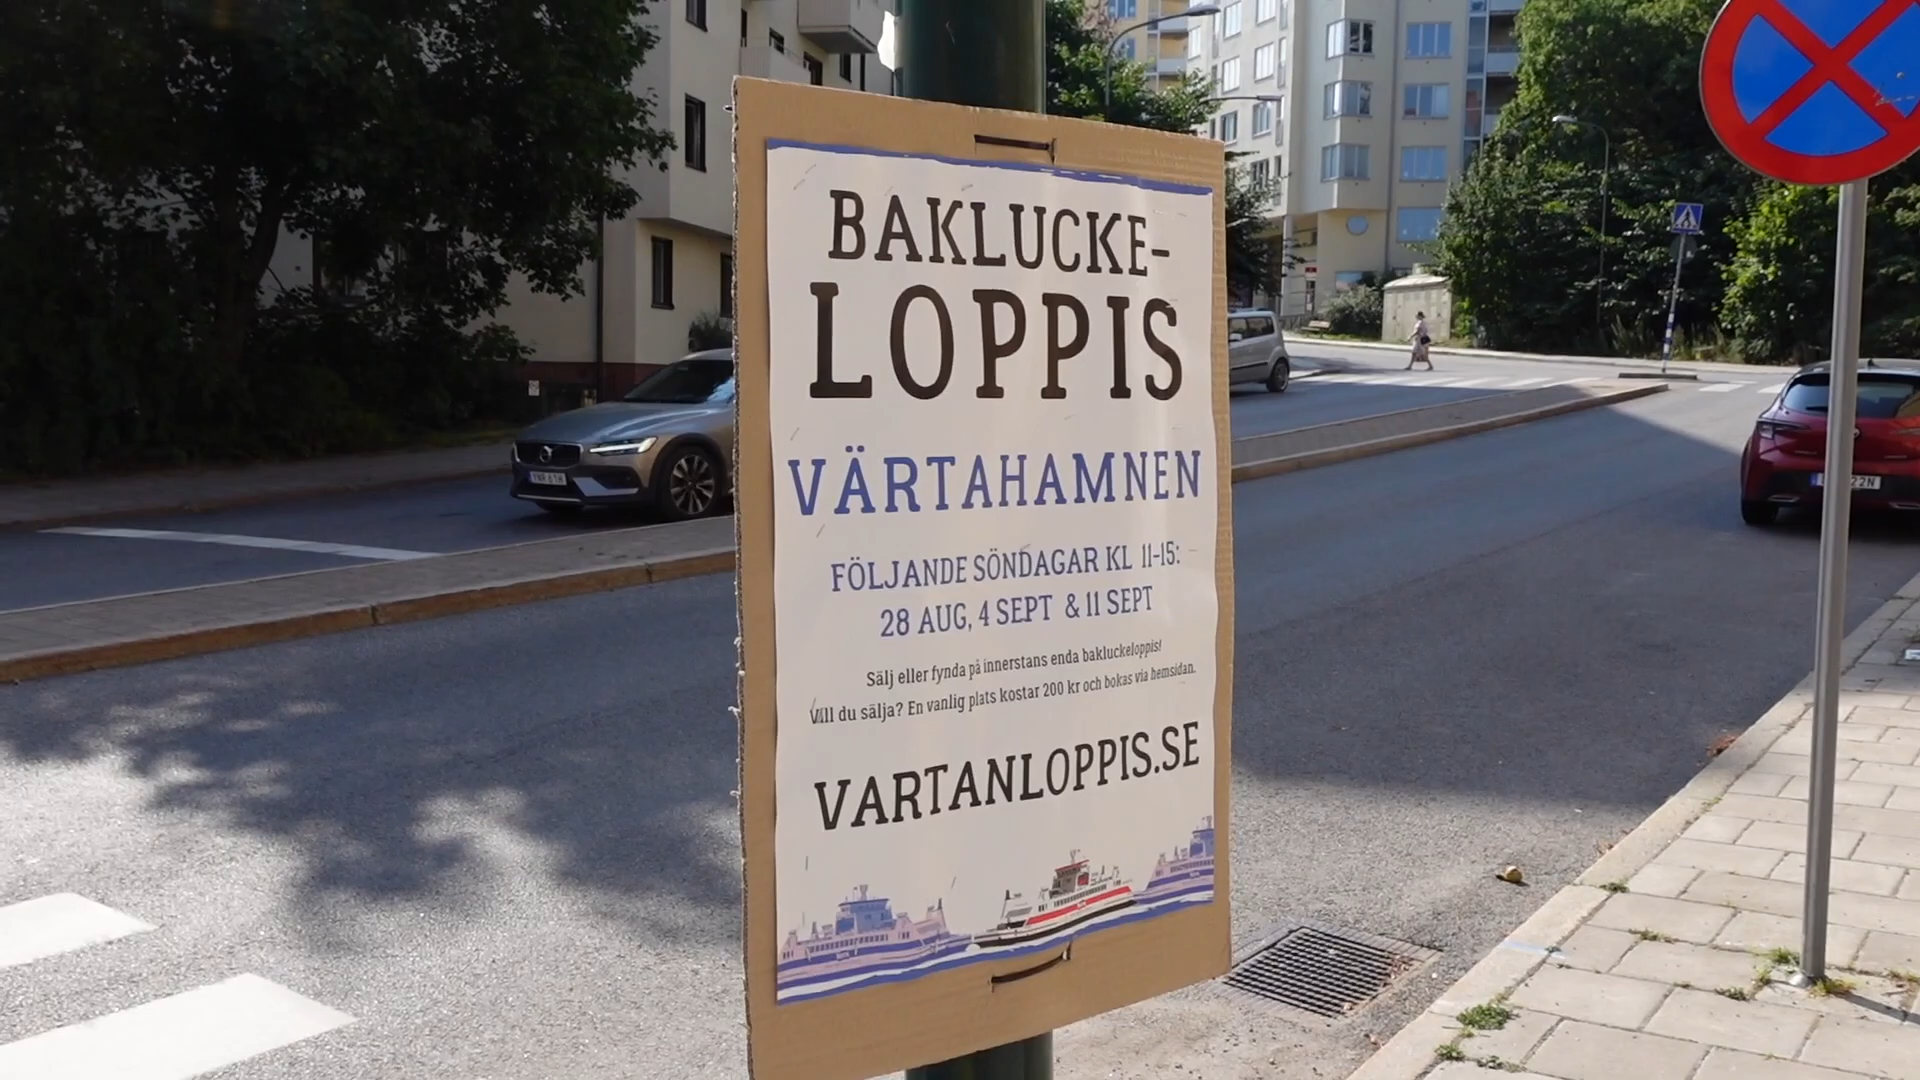 BAKLUCKE-
LOPPIS
VÄRTAHAMNEN
FÖLJANDE SÖNDAGAR KL 11-15:
28 AUG, 4 SEPT & 11 SEPT
Sälj eller fynda på innerstans enda bakluckeloppis!
Vill du sälja? En vanlig plats kostar 200 kr och bokas via hemsidan.
VARTANLOPPIS.SE